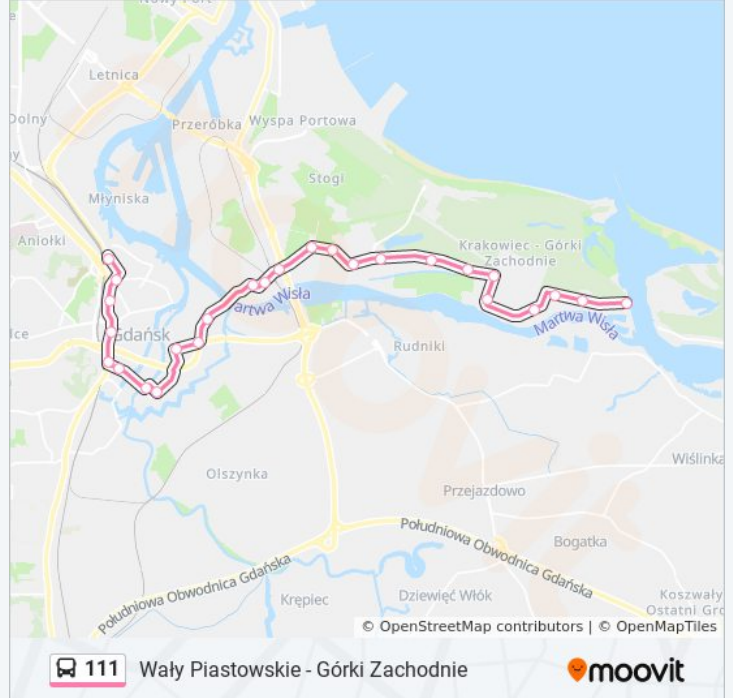 Nowy Port
Letnica
Dolny
Przeróbka
Wyspa Portowa
Stogi
Młyniska
Aniołki
Krakowiec - Górki
Zachodnie
Martwa Wisła
Gdańsk
Martwa Wisła
Rudniki
Olszynka
Wiślinka
Przejazdowo
Południowa Obwodnica Gdańska
Bogatka
Południowa Obwodnica Gdańska
Krępiec
Dziewięć Włók
Koszwały
Ostatni Gro
© OpenStreetMap contributors | © OpenMapTiles
111 Wały Piastowskie - Górki Zachodnie
moovit